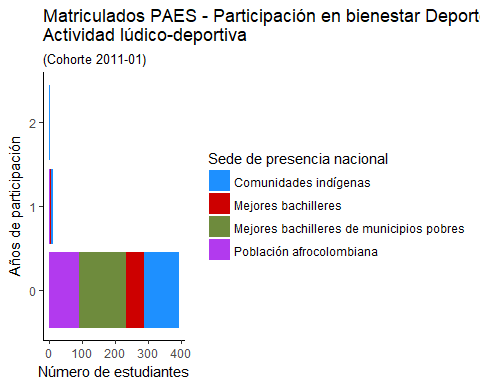 Matriculados PAES - Participación en bienestar Deport
Actividad lúdico-deportiva
(Cohorte 2011-01)
Años de participación
2
1
0
0 100 200 300 400
Número de estudiantes
Sede de presencia nacional
Comunidades indígenas
Mejores bachilleres
Mejores bachilleres de municipios pobres
Población afrocolombiana